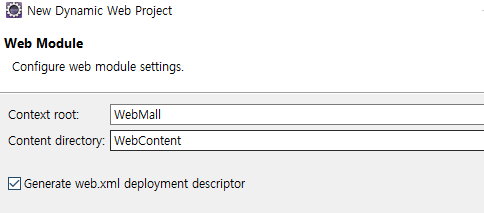 New Dynamic Web Project
Web Module
Configure web module settings.
Context root: WebMall
Content directory: WebContent
Generate web.xml deployment descriptor